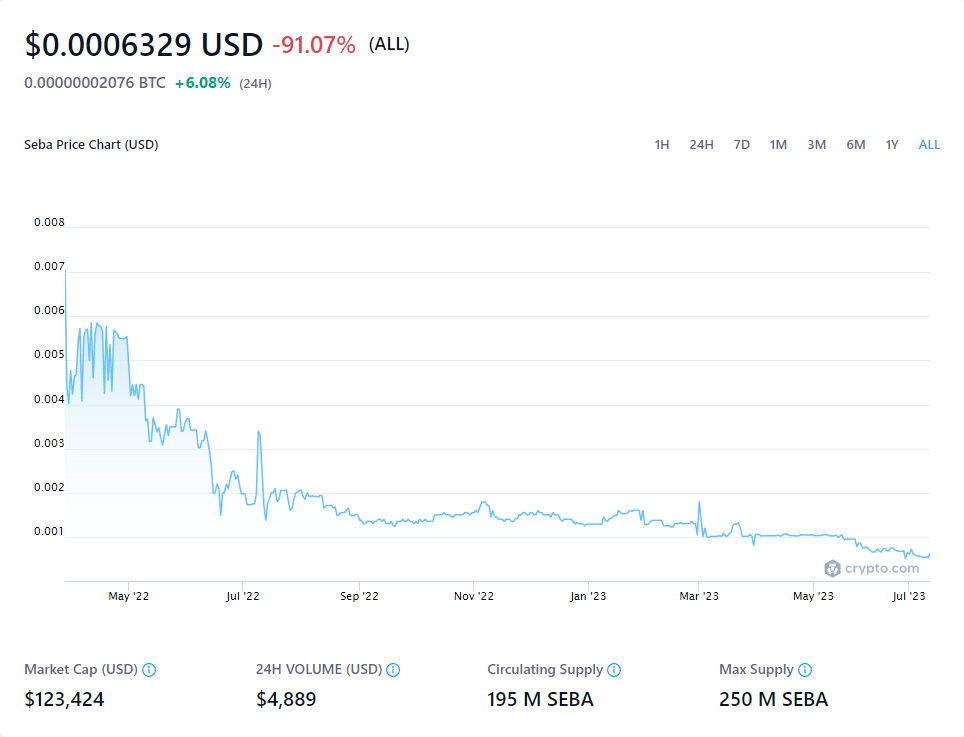 $0.0006329 USD -91.07% (ALL)
0.00000002076 BTC +6.08% (24H)
Seba Price Chart (USD) 1H 24H 7D 1M 3M 6M 1Y ALL
0.008
0.007
0.006
0.005
0.004
0.003
0.002
0.001
crypto.com
May '22 Jul '22 Sep '22 Nov '22 Jan '23 Mar '23 May '23 Jul '23
Market Cap (USD) 24H VOLUME (USD) Circulating Supply Max Supply
$123,424 $4,889 195 M SEBA 250 M SEBA